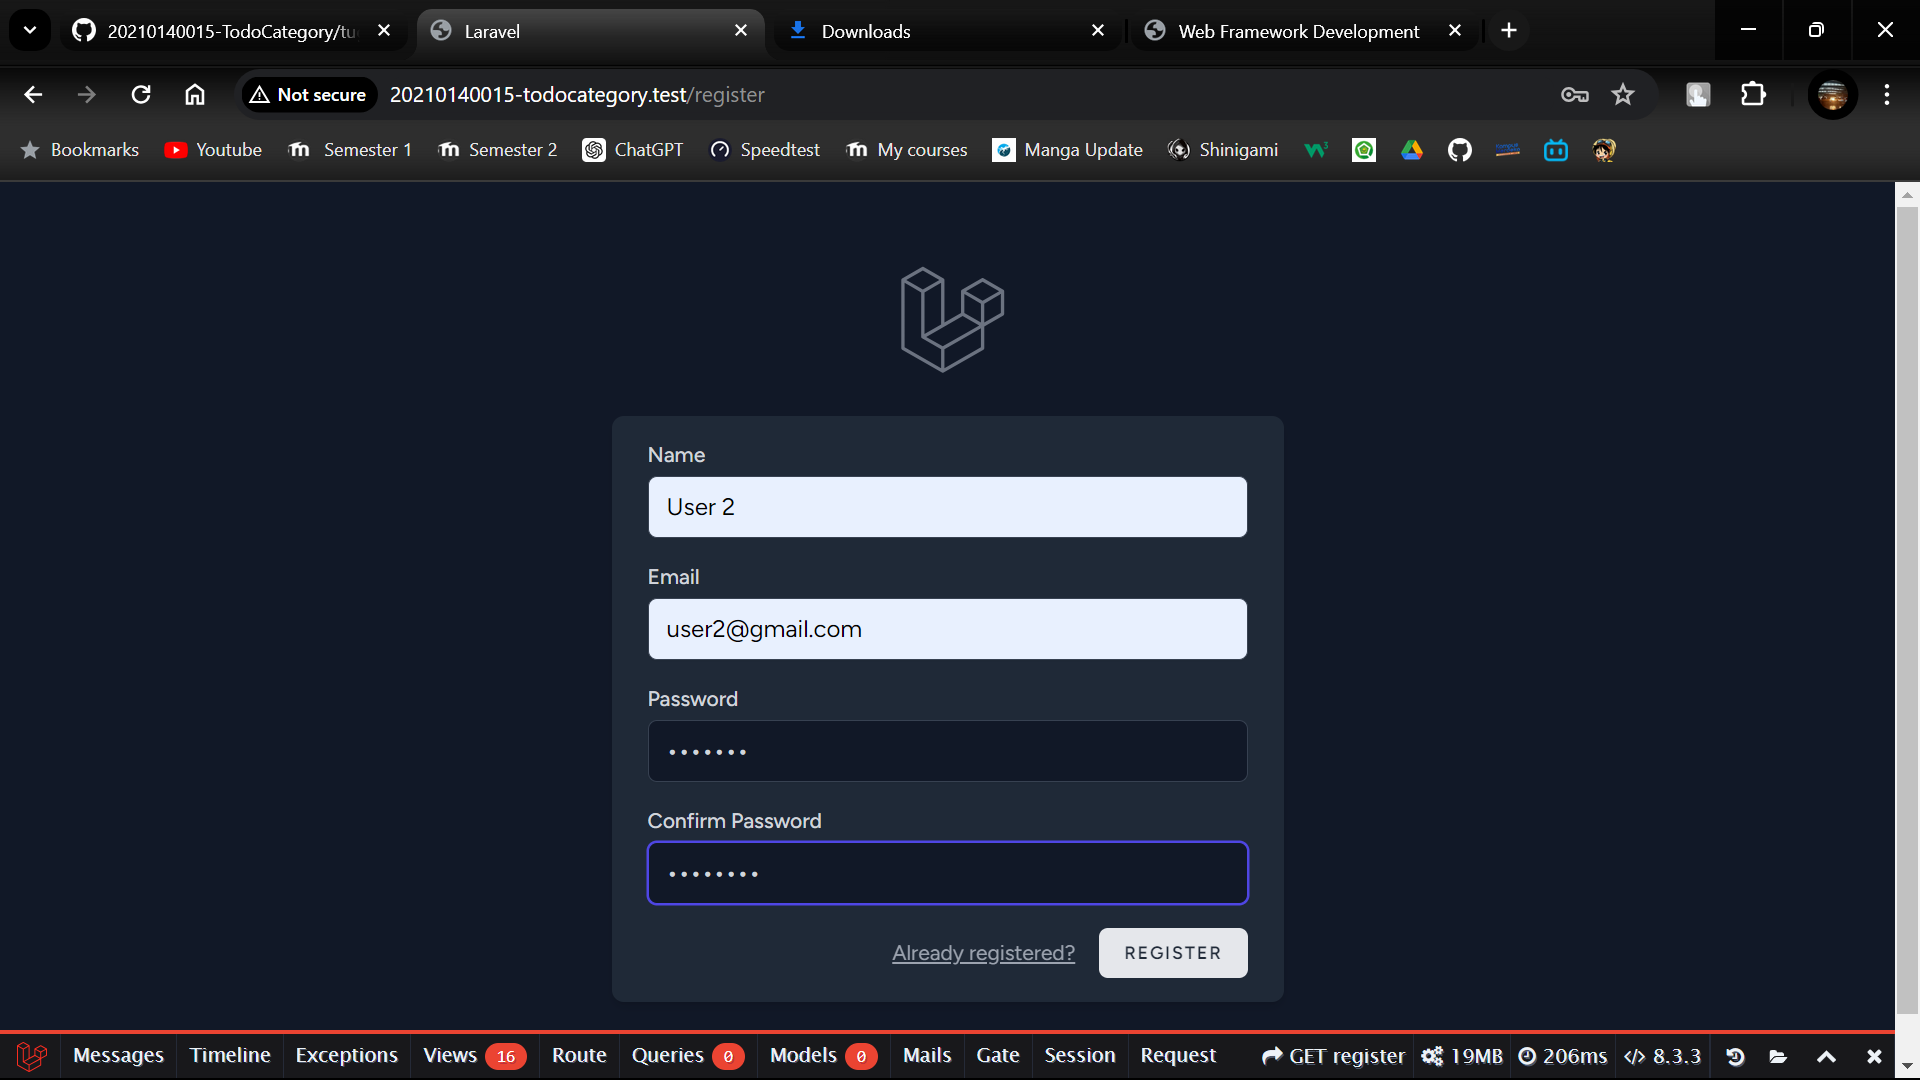 20210140015-TodoCategory/tu
Laravel
Downloads
Web Framework Development
Not secure
20210140015-todocategory.test/register
Bookmarks
Youtube
Semester 1
Semester 2
ChatGPT
Speedtest
My courses
Manga Update
Shinigami
Name
User 2
Email
user2@gmail.com
Password
•••••••
Confirm Password
••••••••
Already registered?
REGISTER
Messages
Timeline
Exceptions
Views 16
Route
Queries 0
Models 0
Mails
Gate
Session
Request
GET register
19MB
206ms
8.3.3